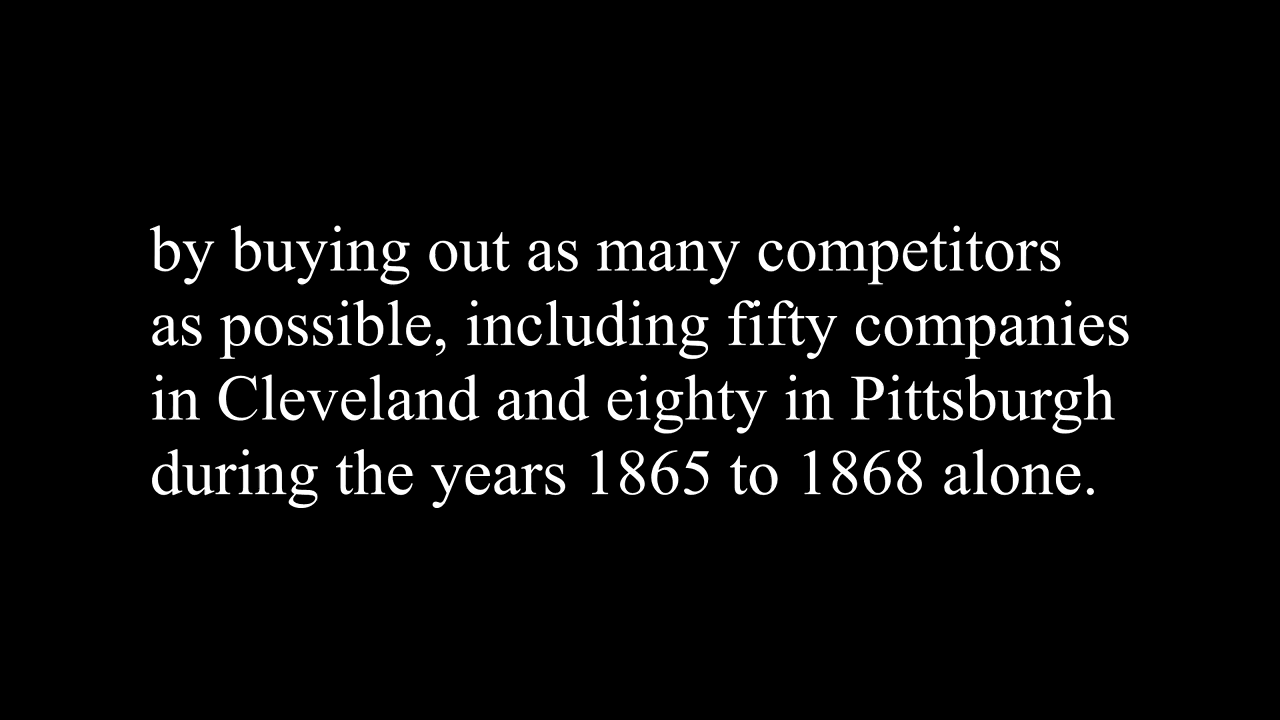 by buying out as many competitors
as possible, including fifty companies
in Cleveland and eighty in Pittsburgh
during the years 1865 to 1868 alone.